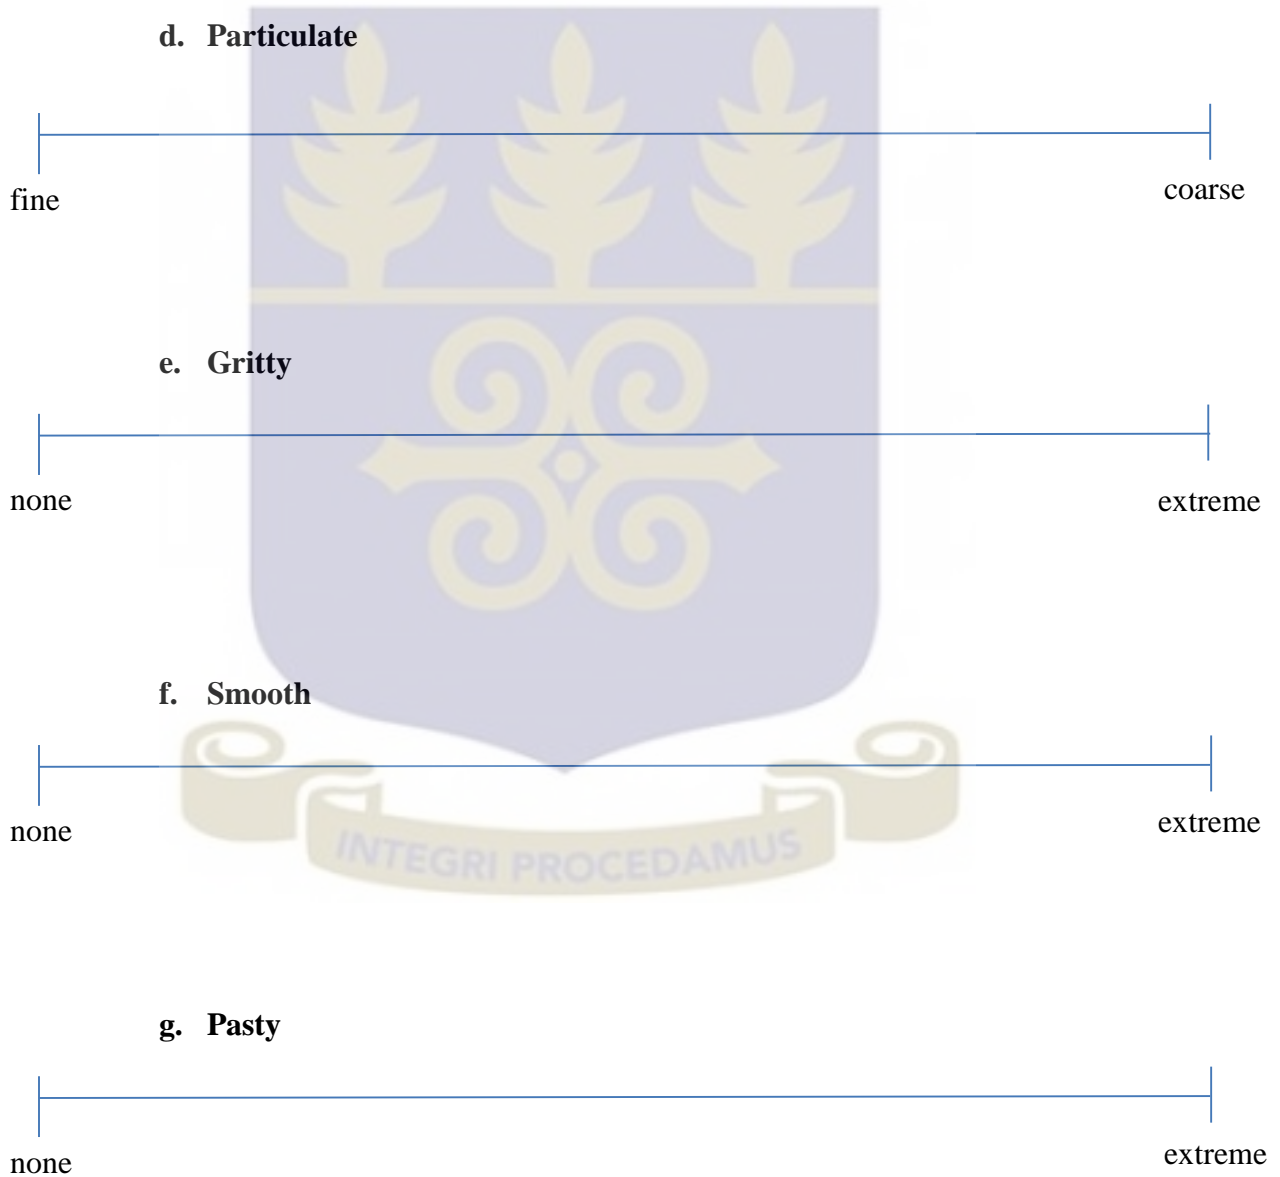 d. Particulate
fine coarse
e. Gritty
none extreme
f. Smooth
none extreme
INTEGRI PROCEDAMUS
g. Pasty
none extreme